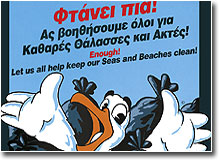 Φτάνει πια!
Ας βοηθήσουμε όλοι για
Καθαρές Θάλασσες και Ακτές!
Enough!
Let us all help keep our Seas and Beaches clean!